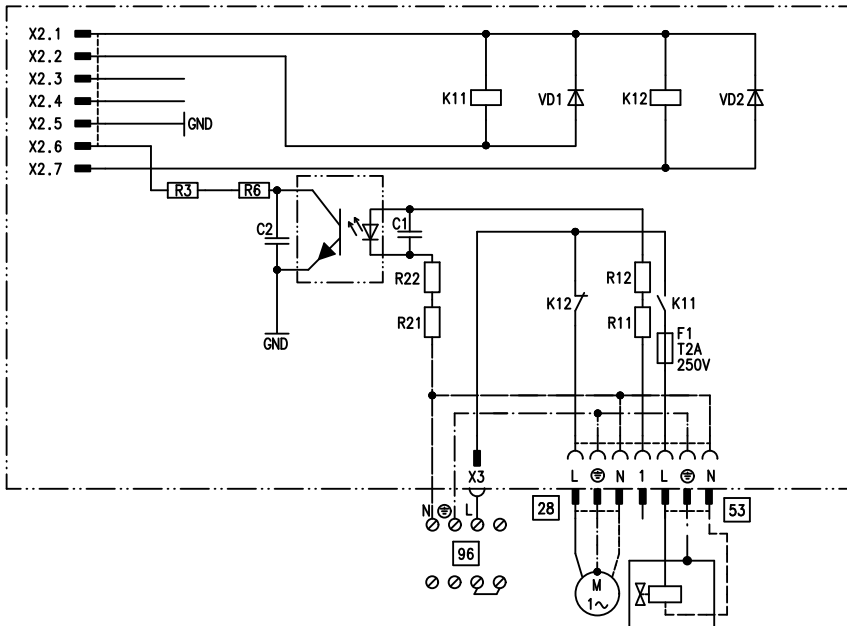 X2.1
X2.2
X2.3
X2.4
X2.5
GND
X2.6
X2.7
K11
VD1
K12
VD2
R3
R6
C2
C1
GND
R22
R21
K12
R12
R11
K11
F1
T2A
250V
X3
L
N
1
L
N
N
L
28
53
96
M
1~